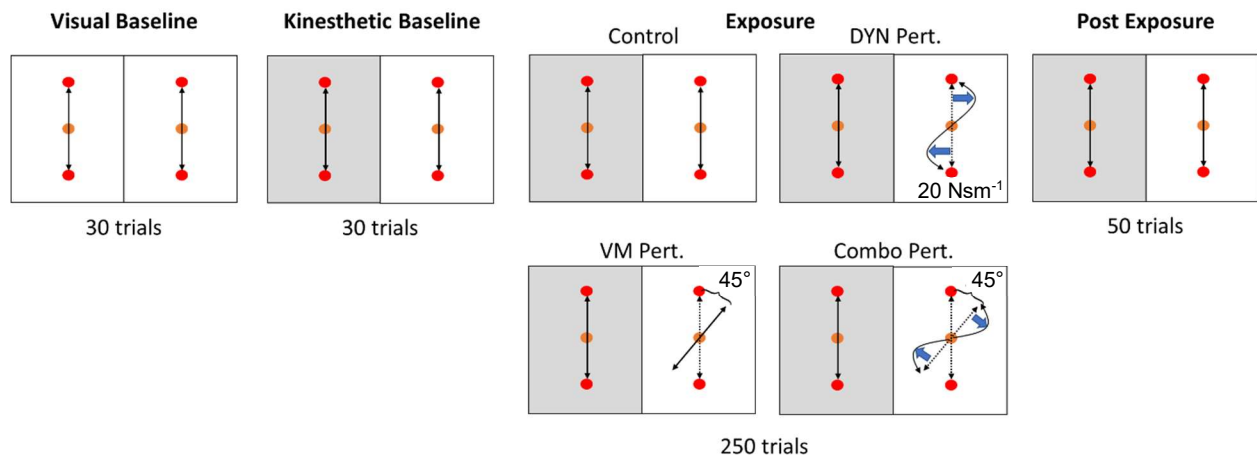 Visual Baseline
Kinesthetic Baseline
Exposure
Post Exposure
Control
DYN Pert.
20 Nsm-1
30 trials
30 trials
50 trials
VM Pert.
Combo Pert.
45°
45°
250 trials